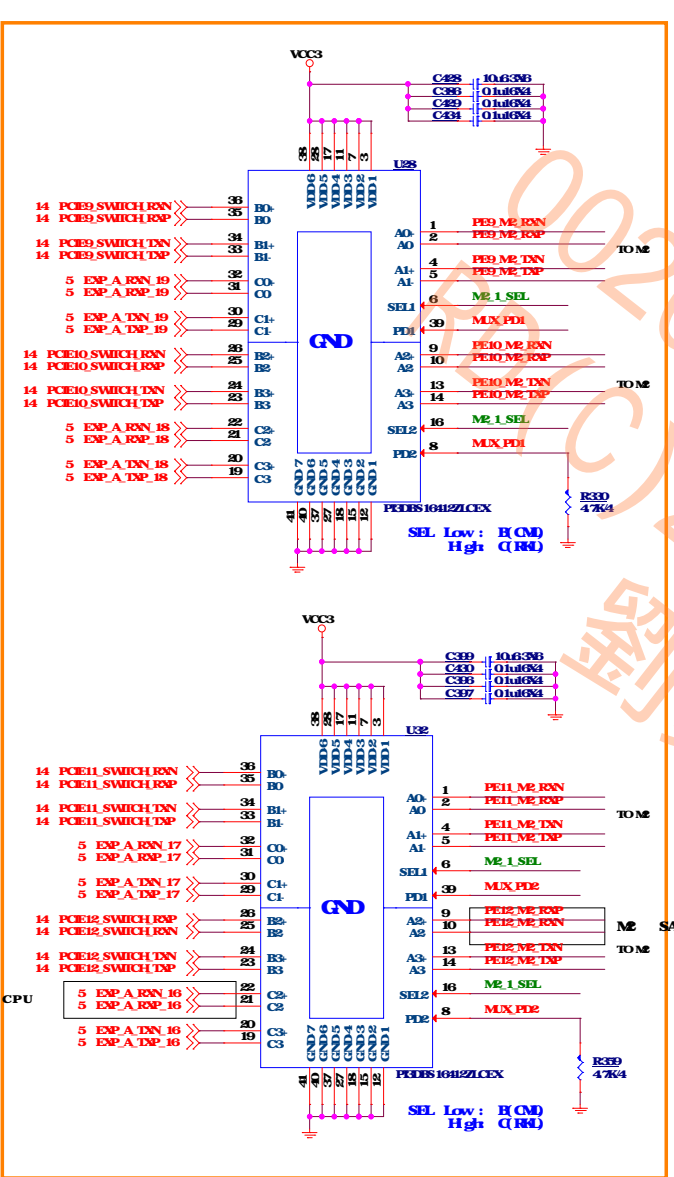 VCC3
C428 10u6.3X6
C386 0.1u16X4
C429 0.1u16X4
C434 0.1u16X4
U28
38 28 17 11 7 3
VDD6 VDD5 VDD4 VDD3 VDD2 VDD1
14 PCIE9_SWITCH_RXN 36 B0+
14 PCIE9_SWITCH_RXP 35 B0
14 PCIE9_SWITCH_TXN 34 B1+
14 PCIE9_SWITCH_TXP 33 B1-
5 EXP_A_RXN_19 32 C0+
5 EXP_A_RXP_19 31 C0
5 EXP_A_TXN_19 30 C1+
5 EXP_A_TXP_19 29 C1-
14 PCIE10_SWITCH_RXN 26 B2+
14 PCIE10_SWITCH_RXP 25 B2
14 PCIE10_SWITCH_TXN 24 B3+
14 PCIE10_SWITCH_TXP 23 B3
5 EXP_A_RXN_18 22 C2+
5 EXP_A_RXP_18 21 C2
5 EXP_A_TXN_18 20 C3+
5 EXP_A_TXP_18 19 C3
GND
A0+ 1 PE9_M2_RXN
A0 2 PE9_M2_RXP
TO M2
A1+ 4 PE9_M2_TXN
A1- 5 PE9_M2_TXP
SEL1 6 M2_1_SEL
PD1 39 MUX_PD1
A2+ 9 PE10_M2_RXN
A2 10 PE10_M2_RXP
A3+ 13 PE10_M2_TXN
TO M2
A3 14 PE10_M2_TXP
SEL2 16 M2_1_SEL
PD2 8 MUX_PD1
GND7 GND6 GND5 GND4 GND3 GND2 GND1
41 40 37 27 18 15 12
PI3DBS16412ZLCEX
R330
4.7K/4
SEL Low : B(CML)
High: C(RKL)
VCC3
C399 10u6.3X6
C430 0.1u16X4
C396 0.1u16X4
C397 0.1u16X4
U32
38 28 17 11 7 3
VDD6 VDD5 VDD4 VDD3 VDD2 VDD1
14 PCIE11_SWITCH_RXN 36 B0+
14 PCIE11_SWITCH_RXP 35 B0
14 PCIE11_SWITCH_TXN 34 B1+
14 PCIE11_SWITCH_TXP 33 B1-
5 EXP_A_RXN_17 32 C0+
5 EXP_A_RXP_17 31 C0
5 EXP_A_TXN_17 30 C1+
5 EXP_A_TXP_17 29 C1-
14 PCIE12_SWITCH_RXP 26 B2+
14 PCIE12_SWITCH_RXN 25 B2
14 PCIE12_SWITCH_TXN 24 B3+
14 PCIE12_SWITCH_TXP 23 B3
CPU
5 EXP_A_RXN_16 22 C2+
5 EXP_A_RXP_16 21 C2
5 EXP_A_TXN_16 20 C3+
5 EXP_A_TXP_16 19 C3
GND
A0+ 1 PE11_M2_RXN
A0 2 PE11_M2_RXP
TO M2
A1+ 4 PE11_M2_TXN
A1- 5 PE11_M2_TXP
SEL1 6 M2_1_SEL
PD1 39 MUX_PD2
A2+ 9 PE12_M2_RXP
A2 10 PE12_M2_RXN
M2 SA
A3+ 13 PE12_M2_TXN
TO M2
A3 14 PE12_M2_TXP
SEL2 16 M2_1_SEL
PD2 8 MUX_PD2
GND7 GND6 GND5 GND4 GND3 GND2 GND1
41 40 37 27 18 15 12
PI3DBS16412ZLCEX
R359
4.7K/4
SEL Low : B(CML)
High: C(RKL)